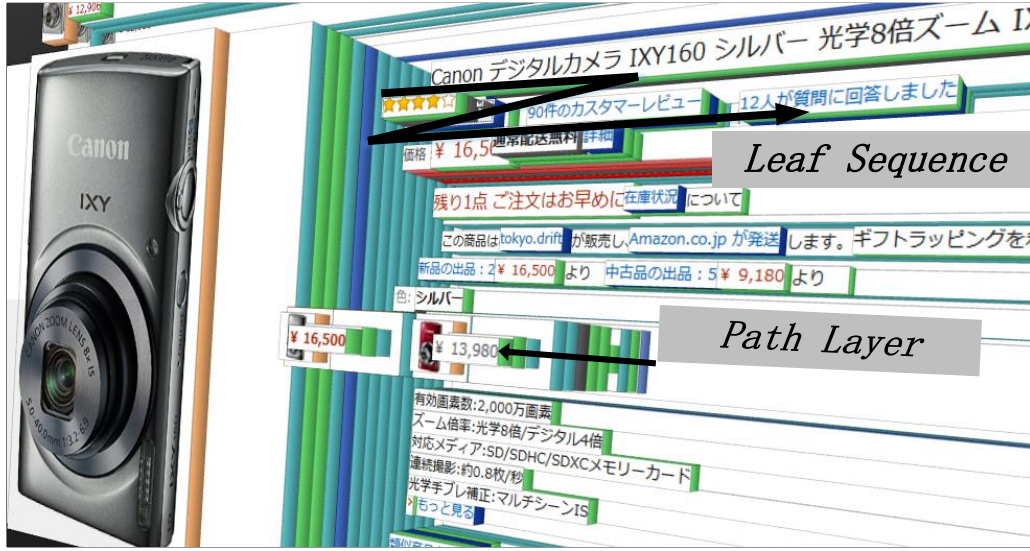 ¥ 12,906
Canon デジタルカメラ IXY160 シルバー 光学8倍ズーム
90件のカスタマーレビュー
12人が質問に回答しました
価格
¥ 16,50
通常配送無料
詳細
Leaf Sequence
残り1点 ご注文はお早めに 在庫状況 について
この商品は、tokyo.drift が販売し、Amazon.co.jp が発送 します。 ギフトラッピングを
新品の出品：2 ¥ 16,500 より 中古品の出品：5 ¥ 9,180 より
色: シルバー
¥ 16,500
¥ 13,980
Path Layer
有効画素数:2,000万画素
ズーム倍率:光学8倍/デジタル4倍
対応メディア:SD/SDHC/SDXCメモリーカード
連続撮影:約0.8枚/秒
光学手ブレ補正:マルチシーンIS
›もっと見る
Canon
IXY
CANON ZOOM LENS 8x IS
5.0-40.0mm 1:3.2-6.9